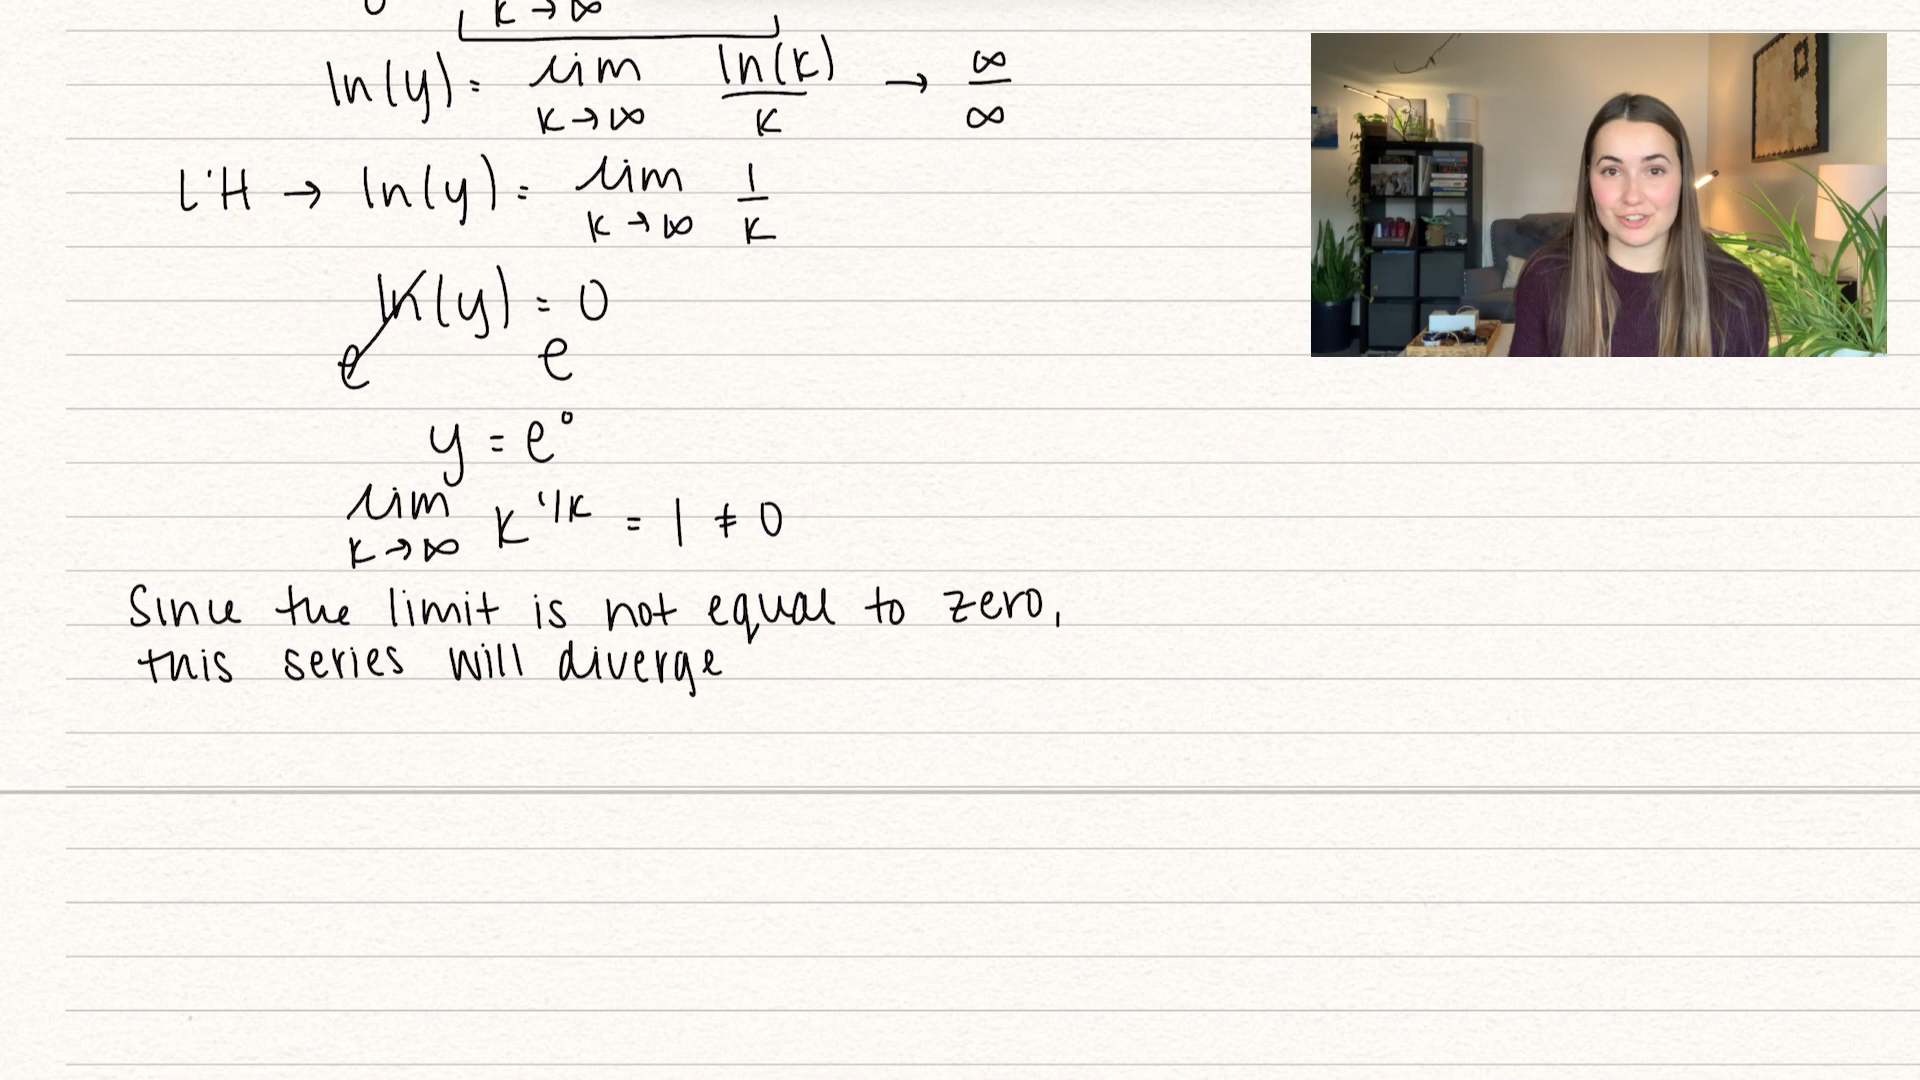 k → ∞
ln(y) = lim ln(k)/k → ∞/∞
k→∞
L'H → ln(y) = lim 1/k
k→∞
ln(y) = 0
e e
y = e⁰
lim k^1/k = 1 ≠ 0
k→∞
Since the limit is not equal to zero,
this series will diverge